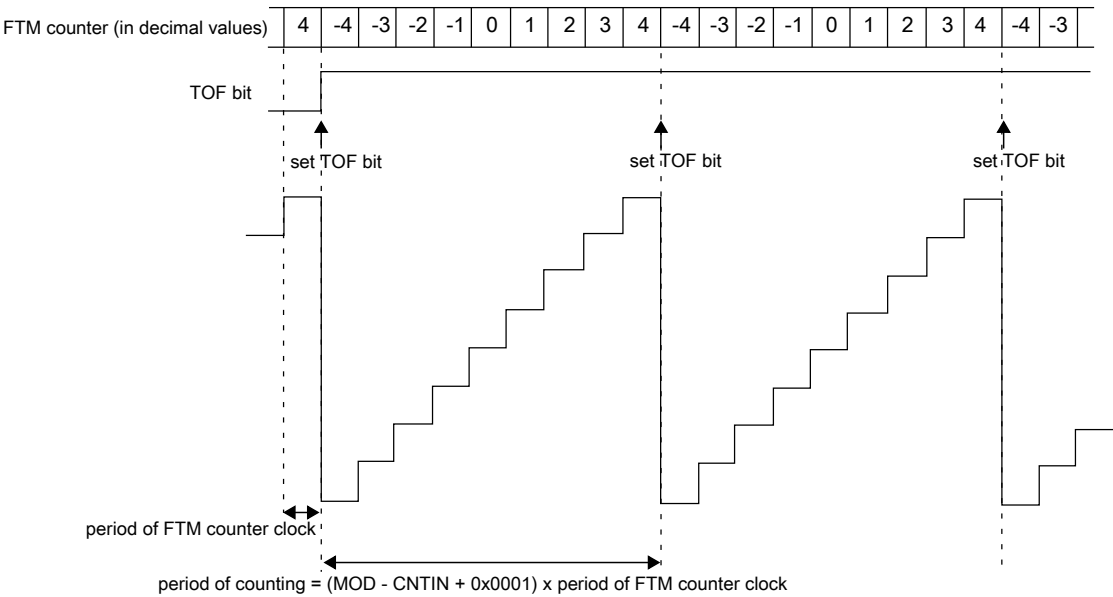 FTM counter (in decimal values) 4 -4 -3 -2 -1 0 1 2 3 4 -4 -3 -2 -1 0 1 2 3 4 -4 -3
TOF bit
set TOF bit set TOF bit set TOF bit
period of FTM counter clock
period of counting = (MOD - CNTIN + 0x0001) x period of FTM counter clock